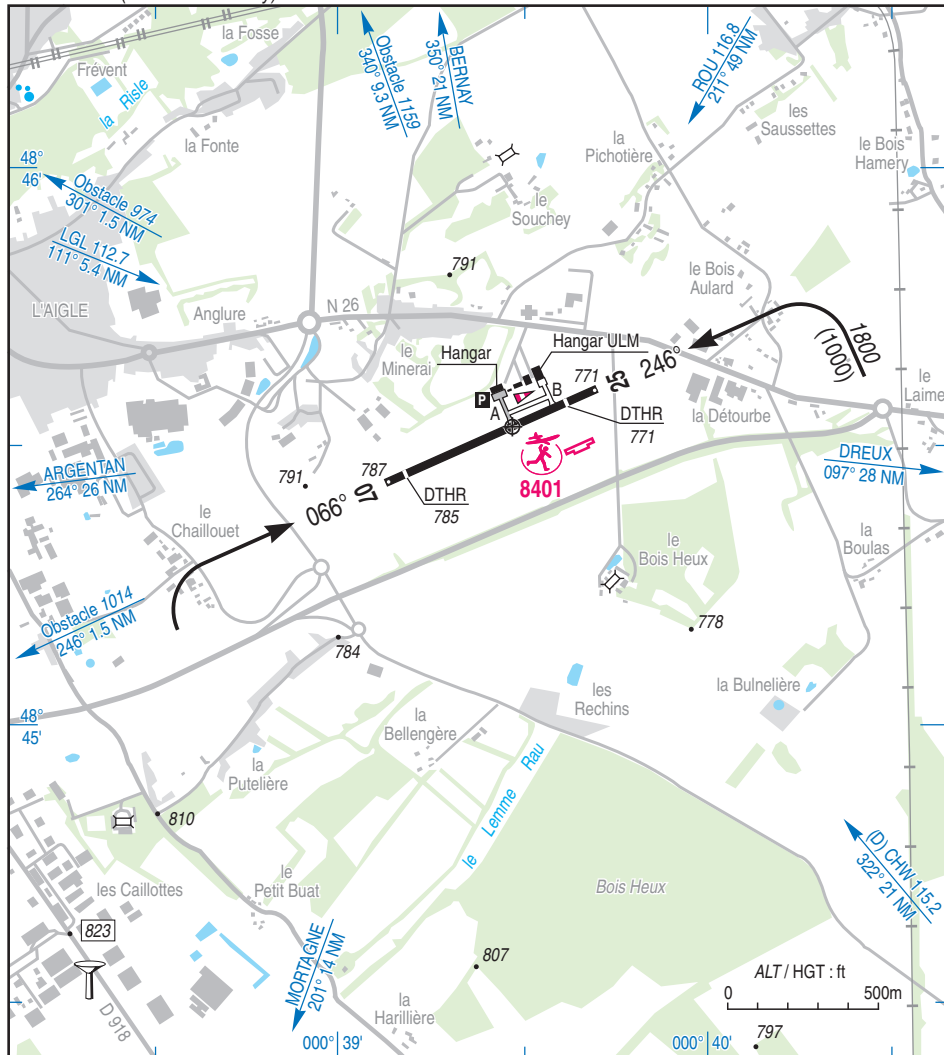 la Fosse
Frévent
la Risle
la Fonte
Obstacle 1159
340° 9.3 NM
BERNAY
350° 21 NM
ROU 116.8
211° 49 NM
les
Saussettes
la
Pichotière
le Bois
Hamery
48°
46'
Obstacle 974
301° 1.5 NM
LGL 112.7
111° 5.4 NM
le
Souchey
791
le Bois
Aulard
L'AIGLE
Anglure
N 26
1800
(1000)
le
Minerai
Hangar
Hangar ULM
771
25
246°
P
A
B
DTHR
771
la Détourbe
le
Laime
8401
ARGENTAN
264° 26 NM
791
787
07
066°
DTHR
785
DREUX
097° 28 NM
le
Chaillouet
le
Bois Heux
la
Boulas
Obstacle 1014
246° 1.5 NM
784
778
48°
45'
les
Rechins
la Bulnelière
la
Bellengère
la
Putelière
le Lemme Rau
810
(D) CHW 115.2
322° 21 NM
les Caillottes
le
Petit Buat
Bois Heux
823
MORTAGNE
201° 14 NM
807
ALT / HGT : ft
0 500m
D 918
la
Harillière
000° 39'
000° 40'
797